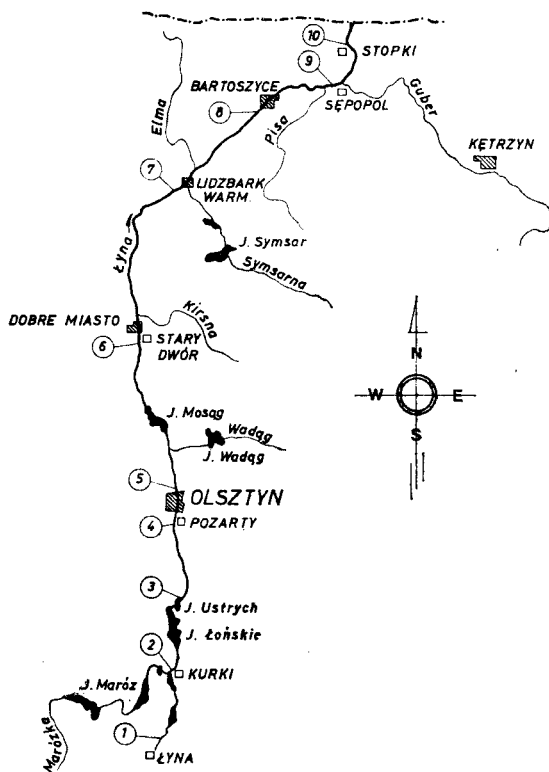 10
STOPKI
9
BARTOSZYCE
SĘPOPOL
8
Elma
Pisa
Guber
KĘTRZYN
7
LIDZBARK
WARM.
Łyna
J. Symsar
Symsarna
Kirsna
DOBRE MIASTO
STARY
DWÓR
6
N
W
E
S
J. Mosąg
Wadąg
J. Wadąg
5
OLSZTYN
4
POZARTY
3
J. Ustrych
J. Łońskie
2
KURKI
J. Maróz
Marózka
1
ŁYNA